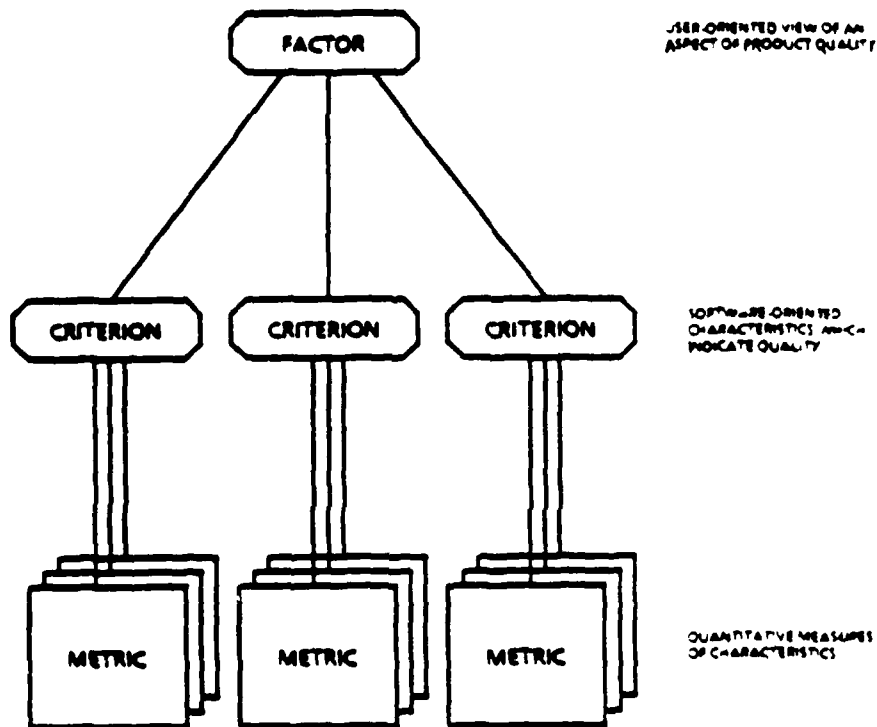 FACTOR
USER-ORIENTED VIEW OF AN
ASPECT OF PRODUCT QUALITY
CRITERION
CRITERION
CRITERION
SOFTWARE-ORIENTED
CHARACTERISTICS WHICH
INDICATE QUALITY
METRIC
METRIC
METRIC
QUANTITATIVE MEASURES
OF CHARACTERISTICS